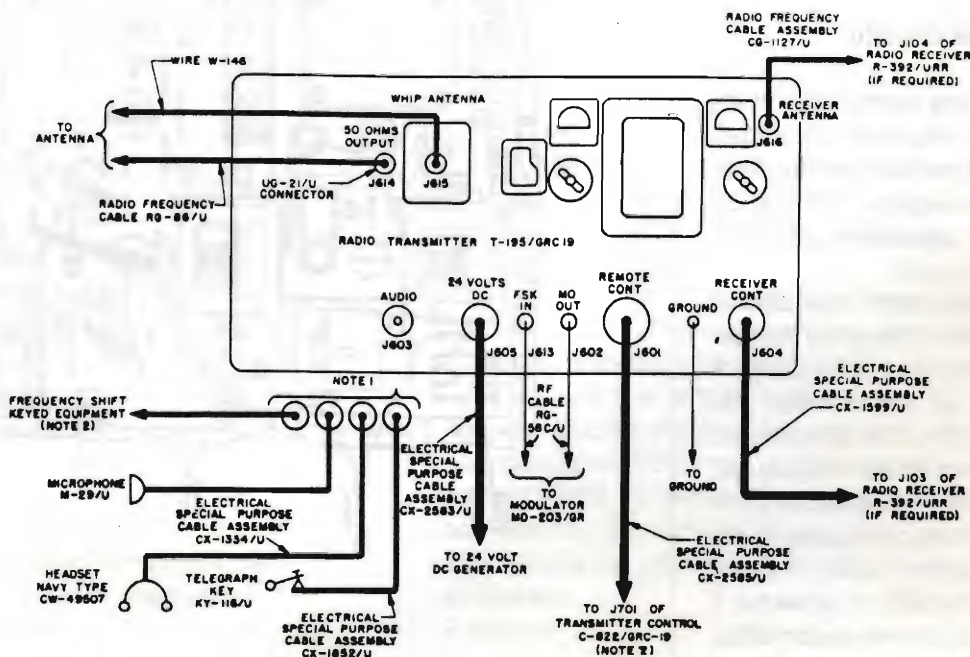 RADIO FREQUENCY
CABLE ASSEMBLY
CG-1127/U
TO J104 OF
RADIO RECEIVER
R-392/URR
(IF REQUIRED)
WIRE W-146
WHIP ANTENNA
RECEIVER
ANTENNA
J616
TO
ANTENNA
50 OHMS
OUTPUT
J614
J615
UG-21/U
CONNECTOR
RADIO FREQUENCY
CABLE RG-86/U
RADIO TRANSMITTER T-195/GRC19
AUDIO
J603
24 VOLTS
DC
J605
FSK
IN
J613
MO
OUT
J602
REMOTE
CONT
J601
GROUND
RECEIVER
CONT
J604
NOTE 1
FREQUENCY SHIFT
KEYED EQUIPMENT
(NOTE 2)
MICROPHONE
M-29/U
ELECTRICAL
SPECIAL PURPOSE
CABLE ASSEMBLY
CX-1334/U
HEADSET
NAVY TYPE
CW-49507
TELEGRAPH
KEY
KY-116/U
ELECTRICAL
SPECIAL PURPOSE
CABLE ASSEMBLY
CX-1852/U
ELECTRICAL
SPECIAL
PURPOSE
CABLE
ASSEMBLY
CX-2583/U
TO 24 VOLT
DC GENERATOR
RF
CABLE
RG-
58C/U
TO
MODULATOR
MD-203/GR
TO J701 OF
TRANSMITTER CONTROL
C-822/GRC-19
TO
GROUND
ELECTRICAL
SPECIAL PURPOSE
CABLE ASSEMBLY
CX-2585/U
ELECTRICAL
SPECIAL PURPOSE
CABLE ASSEMBLY
CX-1599/U
TO J103 OF
RADIO RECEIVER
R-392/URR
(IF REQUIRED)